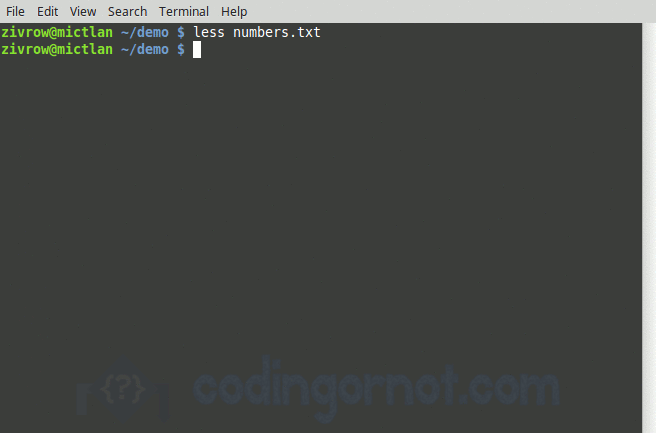 File Edit View Search Terminal Help
zivrow@mictlan ~/demo $ less numbers.txt
zivrow@mictlan ~/demo $
{?}
codingornot.com